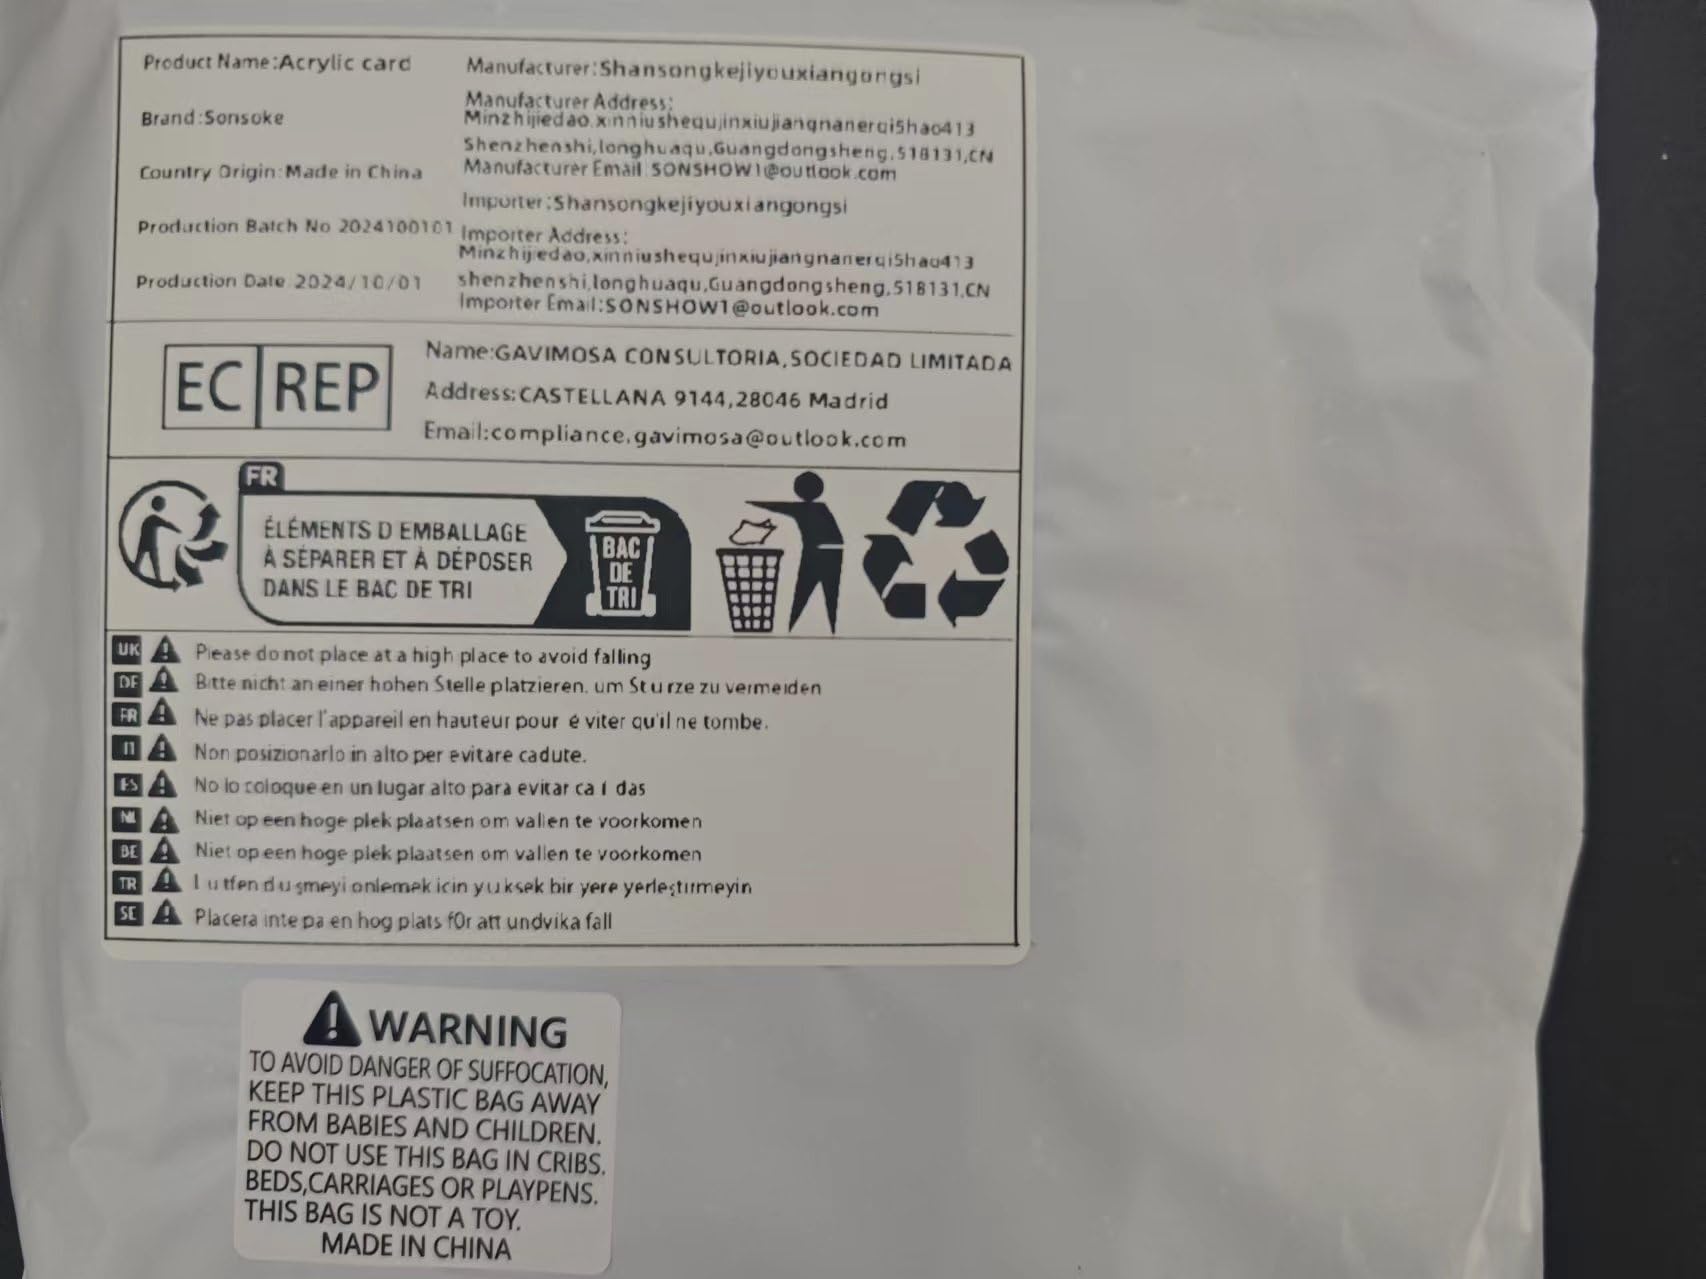 Product Name:Acrylic card
Brand:Sonsoke
Country Origin:Made in China
Production Batch No 2024100101
Production Date 2024/10/01
Manufacturer:Shansongkejiyouxiangongsi
Manufacturer Address:
Minzhijiedao,xinniushequjinxiujiangnanerqi5hao413
Shenzhenshi,longhuaqu,Guangdongsheng,518131,CN
Manufacturer Email:SONSHOW1@outlook.com
Importer:Shansongkejiyouxiangongsi
Importer Address:
Minzhijiedao,xinniushequjinxiujiangnanerqi5hao413
shenzhenshi,longhuaqu,Guangdongsheng,518131,CN
Importer Email:SONSHOW1@outlook.com
EC REP
Name:GAVIMOSA CONSULTORIA,SOCIEDAD LIMITADA
Address:CASTELLANA 9144,28046 Madrid
Email:compliance.gavimosa@outlook.com
FR
ÉLÉMENTS D EMBALLAGE
À SÉPARER ET À DÉPOSER
DANS LE BAC DE TRI
BAC
DE
TRI
UK Please do not place at a high place to avoid falling
DE Bitte nicht an einer hohen Stelle platzieren, um Sturze zu vermeiden
FR Ne pas placer l'appareil en hauteur pour é viter qu'il ne tombe.
IT Non posizionarlo in alto per evitare cadute.
ES No lo coloque en un lugar alto para evitar ca í das
NL Niet op een hoge plek plaatsen om vallen te voorkomen
BE Niet op een hoge plek plaatsen om vallen te voorkomen
TR Lutfen duşmeyi onlemek icin yuksek bir yere yerleştirmeyin
SE Placera inte pa en hog plats f0r att undvika fall
WARNING
TO AVOID DANGER OF SUFFOCATION,
KEEP THIS PLASTIC BAG AWAY
FROM BABIES AND CHILDREN.
DO NOT USE THIS BAG IN CRIBS.
BEDS,CARRIAGES OR PLAYPENS.
THIS BAG IS NOT A TOY.
MADE IN CHINA